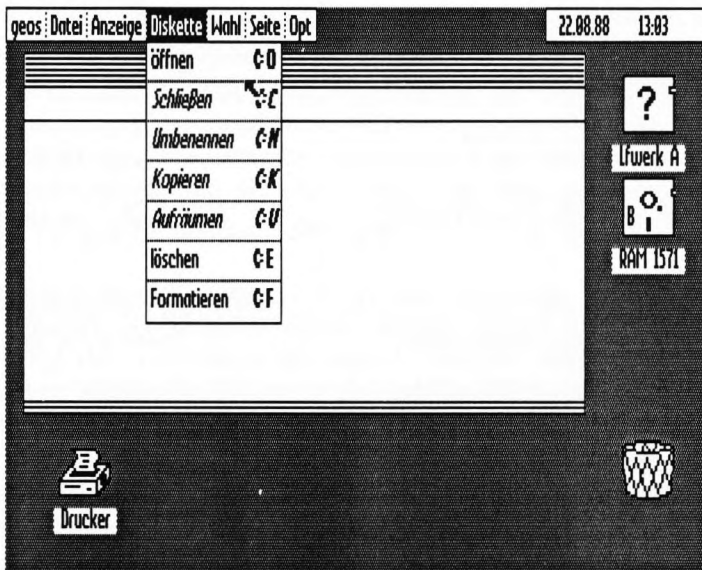 geos Datei Anzeige Diskette Wahl Seite Opt 22.08.88 13:03
öffnen C=O
Schließen C=C
Umbenennen C=N
Kopieren C=K
Aufräumen C=V
löschen C=E
Formatieren C=F
?
Lfwerk A
B
RAM 1571
Drucker